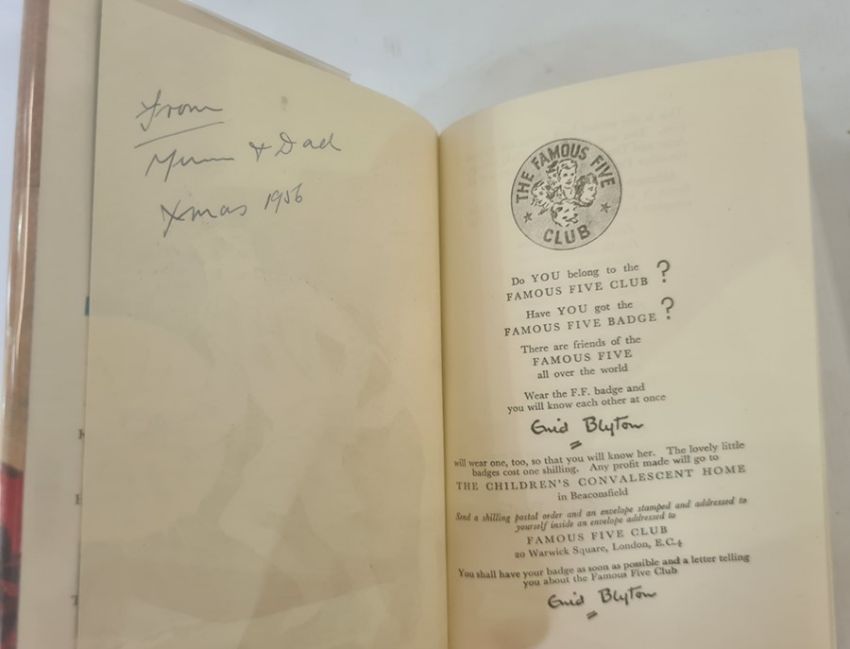 From
Mum & Dad
Xmas 1956
THE FAMOUS FIVE
CLUB
Do YOU belong to the
FAMOUS FIVE CLUB ?
Have YOU got the
FAMOUS FIVE BADGE ?
There are friends of the
FAMOUS FIVE
all over the world
Wear the F.F. badge and
you will know each other at once
Enid Blyton
will wear one, too, so that you will know her. The lovely little
badges cost one shilling. Any profit made will go to
THE CHILDREN'S CONVALESCENT HOME
in Beaconsfield
Send a shilling postal order and an envelope stamped and addressed to
yourself inside an envelope addressed to
FAMOUS FIVE CLUB
20 Warwick Square, London, E.C.4
You shall have your badge as soon as possible and a letter telling
you about the Famous Five Club
Enid Blyton